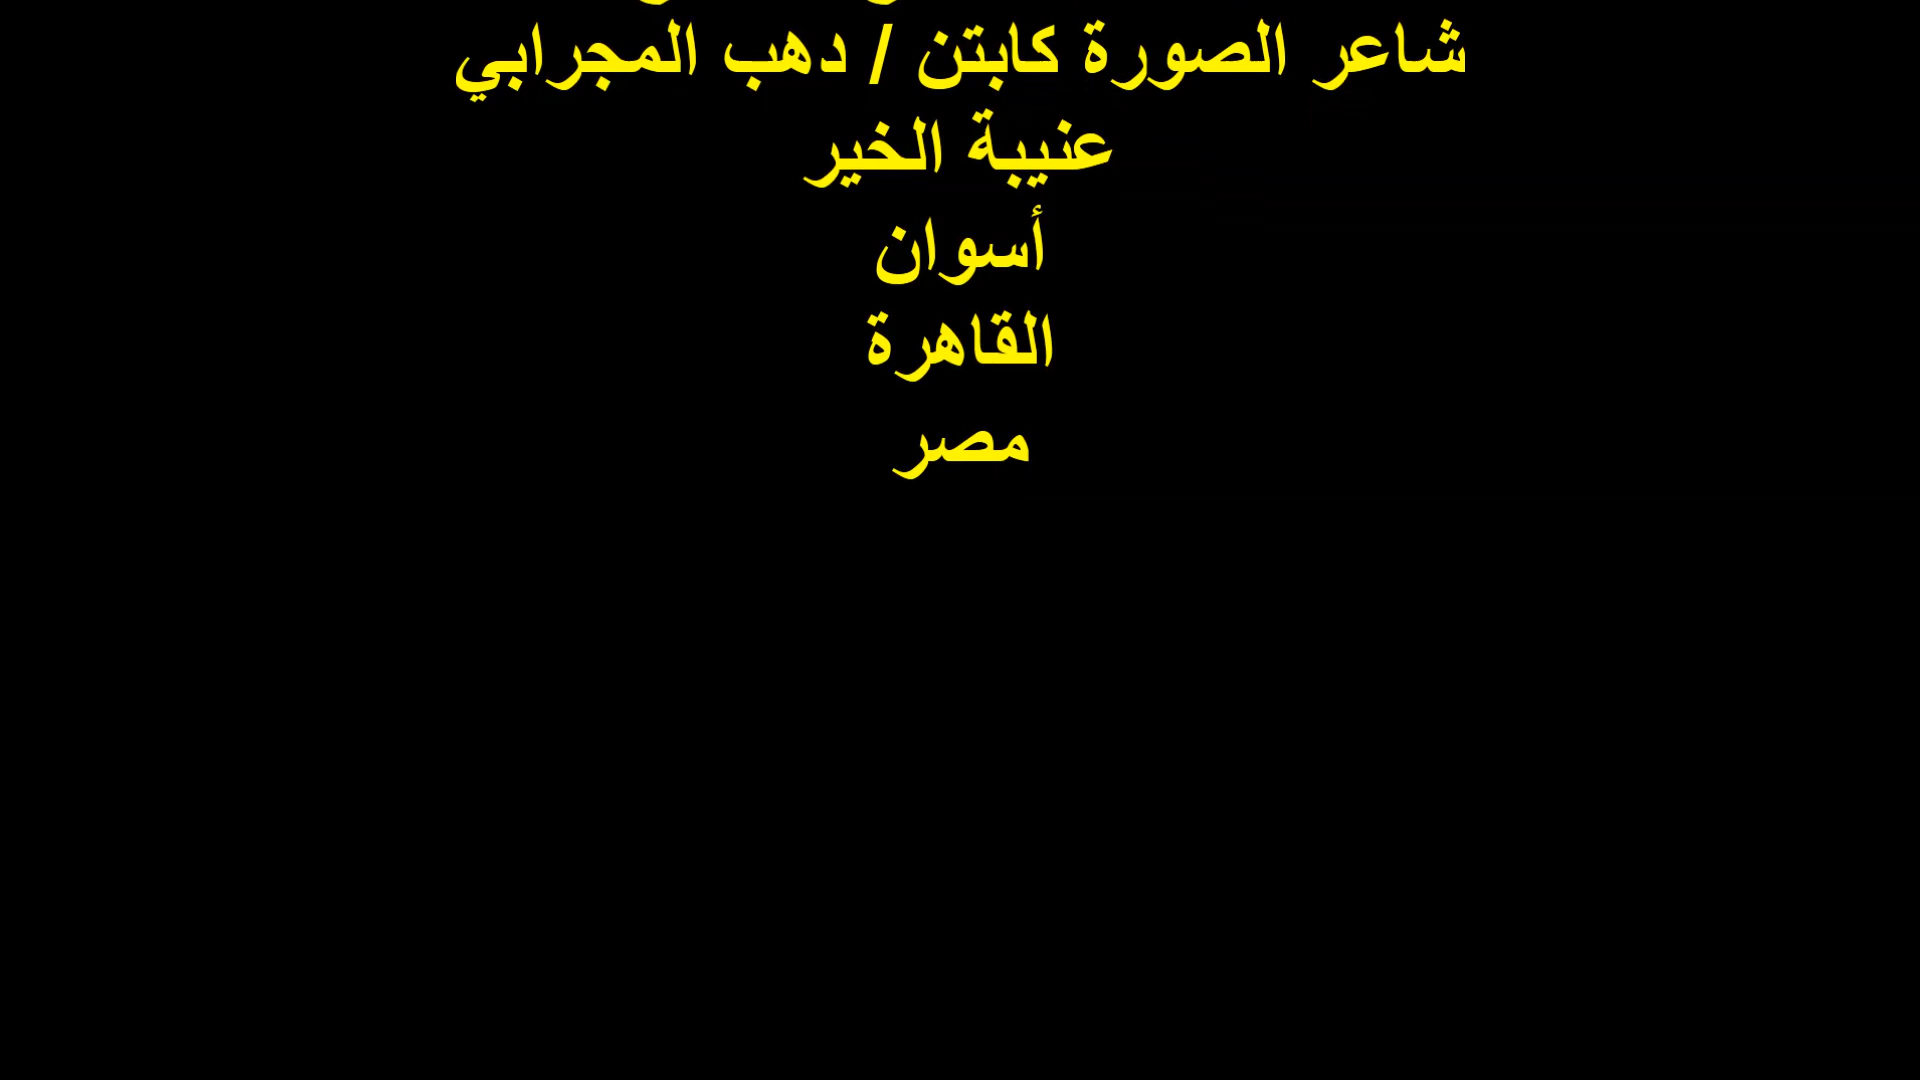 شاعر الصورة كابتن / دهب المجرابي
عنيبة الخير
أسوان
القاهرة
مصر